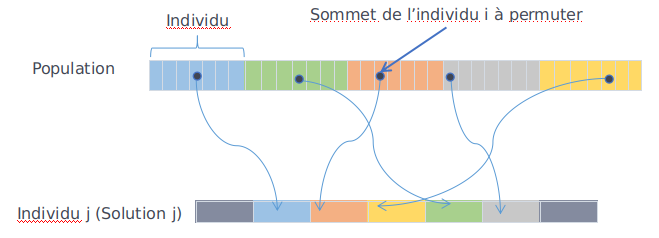 Sommet de l’individu i à permuter
Individu
Population
Individu j (Solution j)